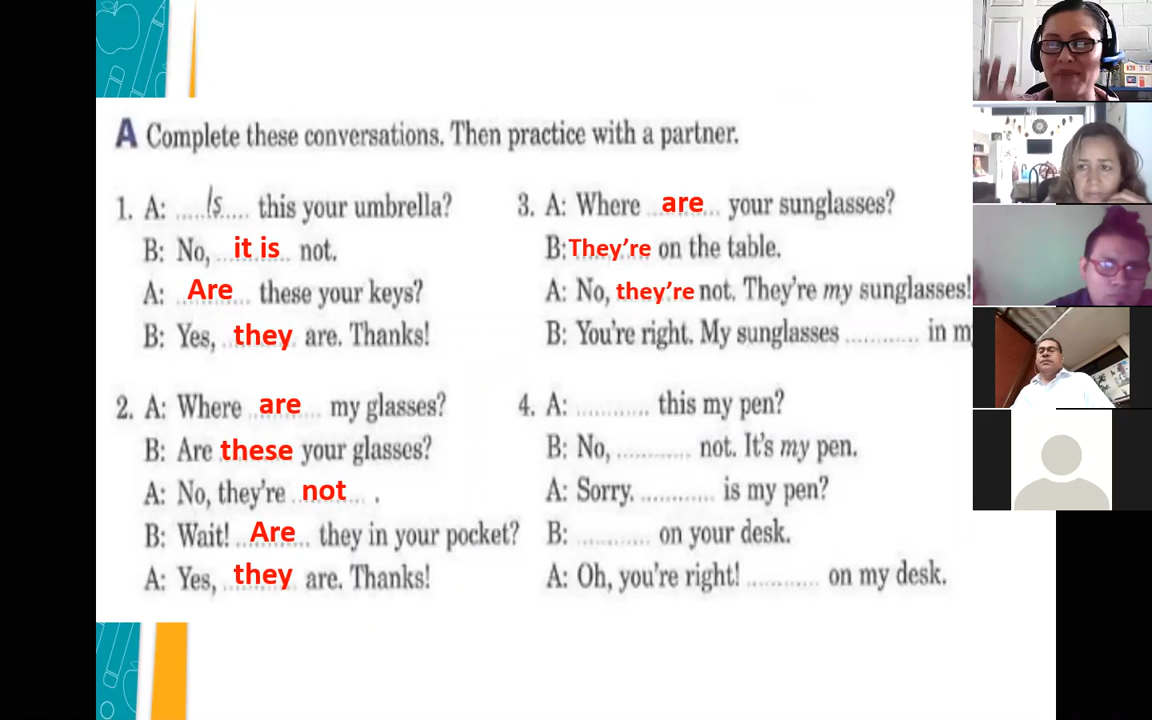 A Complete these conversations. Then practice with a partner.
1. A: .....Is..... this your umbrella?
B: No, ..it is.. not.
A: ..Are.... these your keys?
B: Yes, ..they.. are. Thanks!
2. A: Where ..are.... my glasses?
B: Are these your glasses?
A: No, they're ..not.... .
B: Wait! ..Are.... they in your pocket?
A: Yes, ..they.. are. Thanks!
3. A: Where ..are.... your sunglasses?
B: They're on the table.
A: No, they're not. They're my sunglasses!
B: You're right. My sunglasses ............ in m
4. A: ............ this my pen?
B: No, ............ not. It's my pen.
A: Sorry. ............ is my pen?
B: ............ on your desk.
A: Oh, you're right! ............ on my desk.